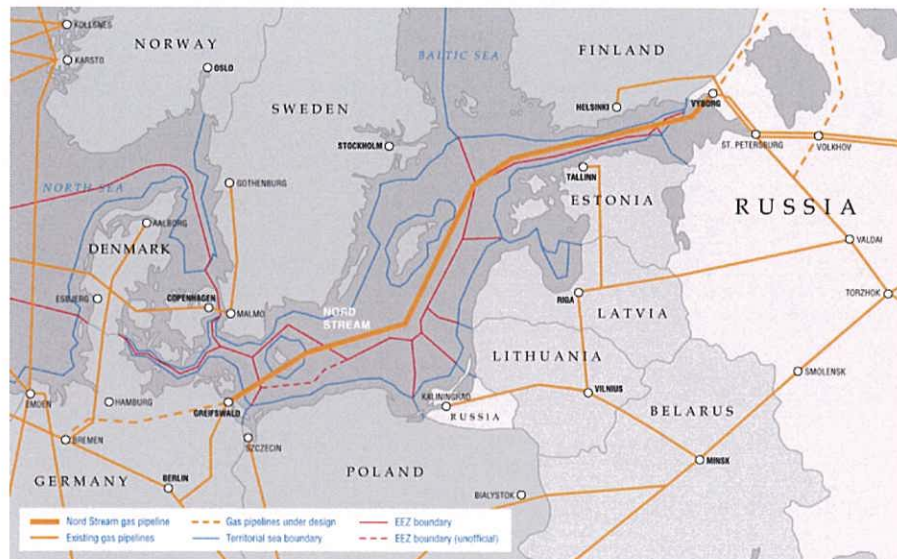 KOLLSNES
KARSTO
NORWAY
OSLO
SWEDEN
BALTIC SEA
FINLAND
HELSINKI
VYBORG
STOCKHOLM
ST. PETERSBURG
VOLKHOV
TALLINN
ESTONIA
RUSSIA
NORTH SEA
GOTHENBURG
AALBORG
DENMARK
VALDAI
ESBJERG
COPENHAGEN
MALMO
NORD
STREAM
RIGA
LATVIA
TORZHOK
LITHUANIA
SMOLENSK
EMDEN
HAMBURG
GREIFSWALD
KALININGRAD
RUSSIA
VILNIUS
BELARUS
BREMEN
SZCZECIN
GERMANY
BERLIN
POLAND
MINSK
BIALYSTOK
Nord Stream gas pipeline
Existing gas pipelines
Gas pipelines under design
Territorial sea boundary
EEZ boundary
EEZ boundary (unofficial)